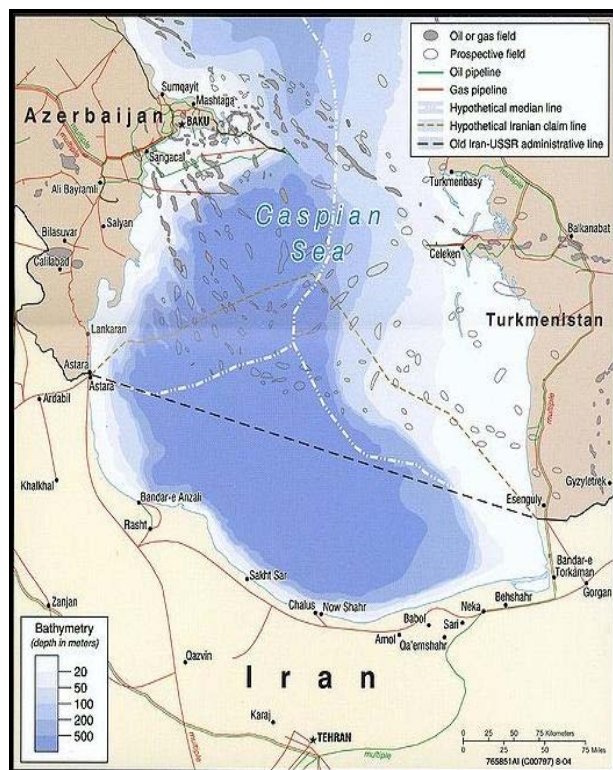 Oil or gas field
Prospective field
Oil pipeline
Gas pipeline
Hypothetical median line
Hypothetical Iranian claim line
Old Iran-USSR administrative line
Sumqayit
Mashtaga
Azerbaijan
BAKU
multiple
Sangacal
Ali Bayramli
Salyan
Bilasuvar
Calilabad
Lankaran
Astara
Astara
Ardabil
Khalkhal
Caspian
Sea
Turkmenbasy
multiple
Balkanabat
Celeken
Turkmenistan
multiple
Gyzyletrek
Esenguly
Bandar-e Anzali
Rasht
Bandar-e
Torkaman
Gorgan
Sakht Sar
Chalus
Now Shahr
Behshahr
Neka
Babol
Sari
Amol
Qa'emshahr
Zanjan
Qazvin
Iran
Karaj
TEHRAN
multiple
Bathymetry
(depth in meters)
20
50
100
200
500
0
75 Kilometers
0
75 Miles
765851AI (C00797) 8-04